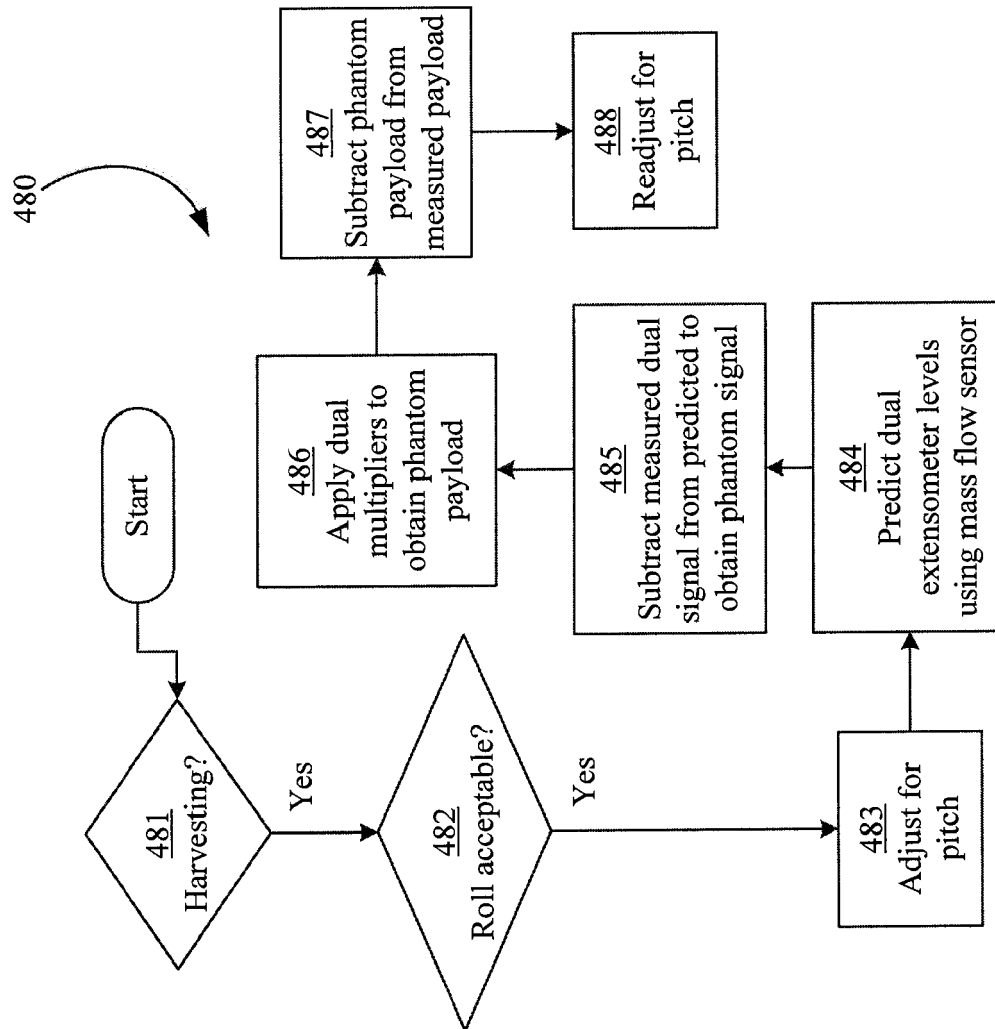 480
Start
481
Harvesting?
Yes
482
Roll acceptable?
Yes
483
Adjust for
pitch
484
Predict dual
extensometer levels
using mass flow sensor
485
Subtract measured dual
signal from predicted to
obtain phantom signal
486
Apply dual
multipliers to
obtain phantom
payload
487
Subtract phantom
payload from
measured payload
488
Readjust for
pitch